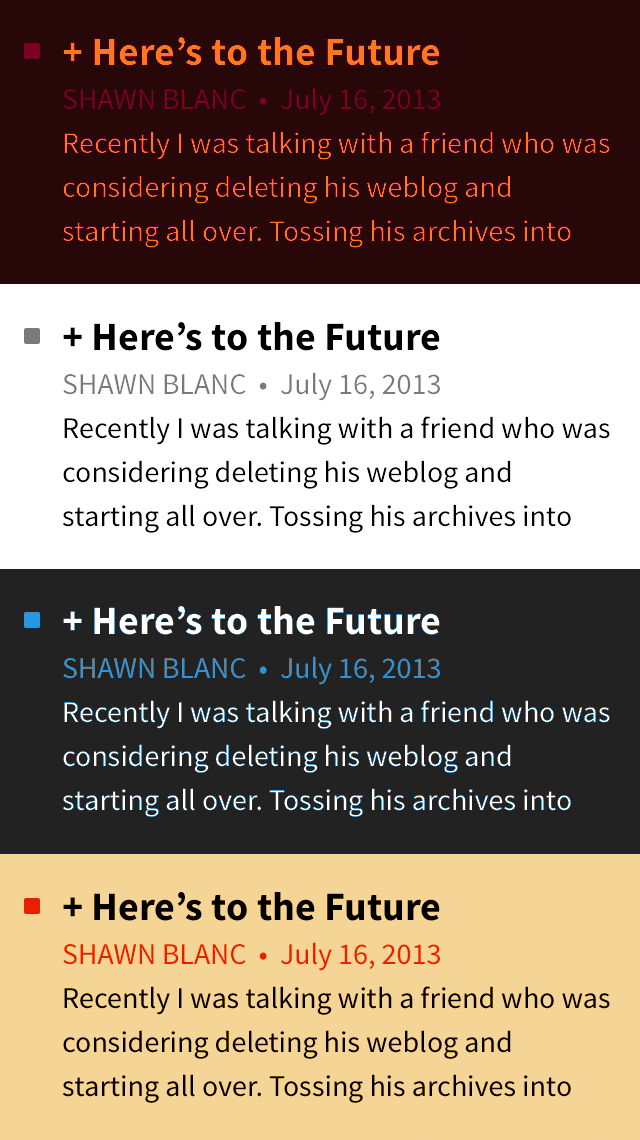 + Here’s to the Future
SHAWN BLANC • July 16, 2013
Recently I was talking with a friend who was
considering deleting his weblog and
starting all over. Tossing his archives into
+ Here’s to the Future
SHAWN BLANC • July 16, 2013
Recently I was talking with a friend who was
considering deleting his weblog and
starting all over. Tossing his archives into
+ Here’s to the Future
SHAWN BLANC • July 16, 2013
Recently I was talking with a friend who was
considering deleting his weblog and
starting all over. Tossing his archives into
+ Here’s to the Future
SHAWN BLANC • July 16, 2013
Recently I was talking with a friend who was
considering deleting his weblog and
starting all over. Tossing his archives into